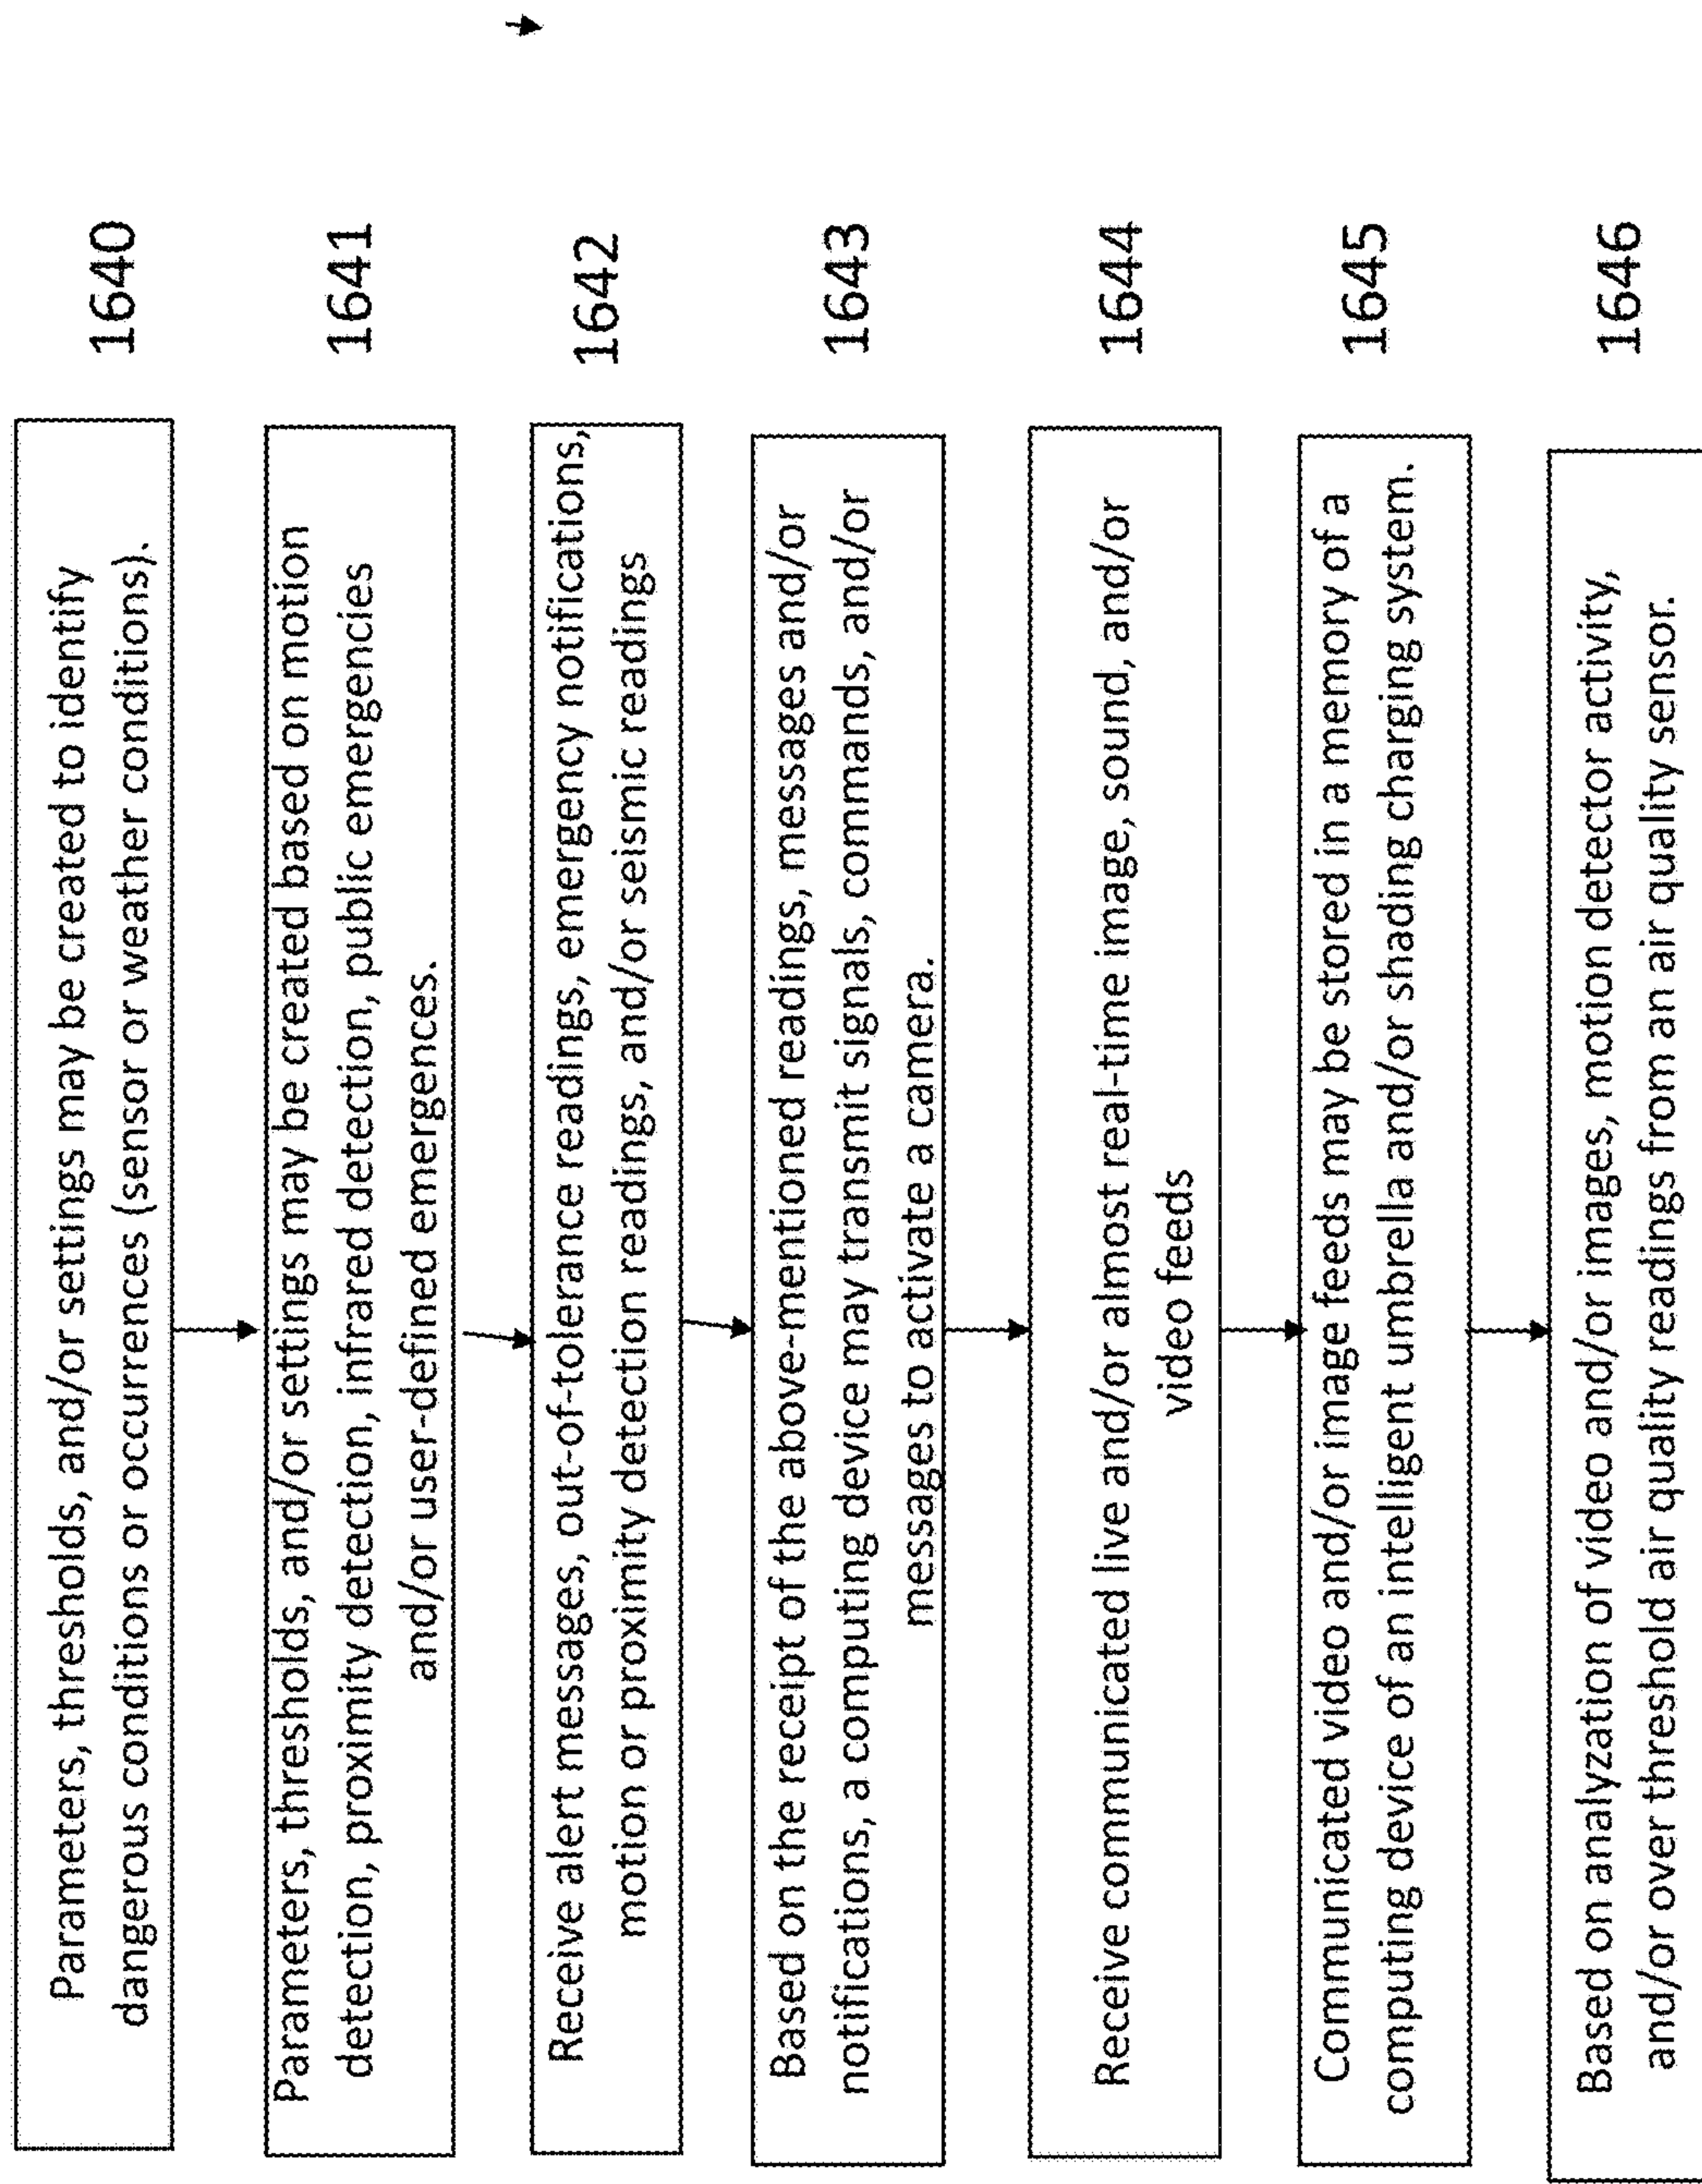 Parameters, thresholds, and/or settings may be created to identify
dangerous conditions or occurrences (sensor or weather conditions).
1640
Parameters, thresholds, and/or settings may be created based on motion
detection, proximity detection, infrared detection, public emergencies
and/or user-defined emergences.
1641
Receive alert messages, out-of-tolerance readings, emergency notifications,
motion or proximity detection readings, and/or seismic readings
1642
Based on the receipt of the above-mentioned readings, messages and/or
notifications, a computing device may transmit signals, commands, and/or
messages to activate a camera.
1643
Receive communicated live and/or almost real-time image, sound, and/or
video feeds
1644
Communicated video and/or image feeds may be stored in a memory of a
computing device of an intelligent umbrella and/or shading charging system.
1645
Based on analyzation of video and/or images, motion detector activity,
and/or over threshold air quality readings from an air quality sensor.
1646